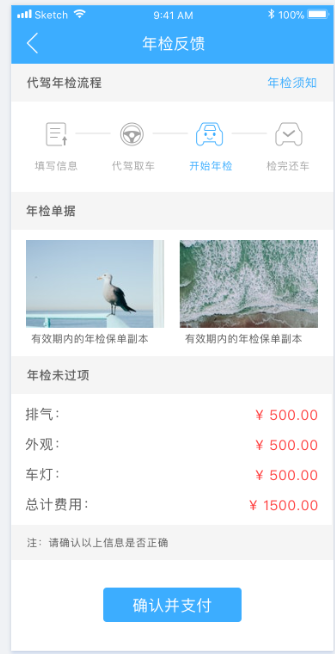 Sketch 9:41 AM 100%
年检反馈
代驾年检流程 年检须知
填写信息 代驾取车 开始年检 检完还车
年检单据
有效期内的年检保单副本 有效期内的年检保单副本
年检未过项
排气: ¥ 500.00
外观: ¥ 500.00
车灯: ¥ 500.00
总计费用: ¥ 1500.00
注: 请确认以上信息是否正确
确认并支付